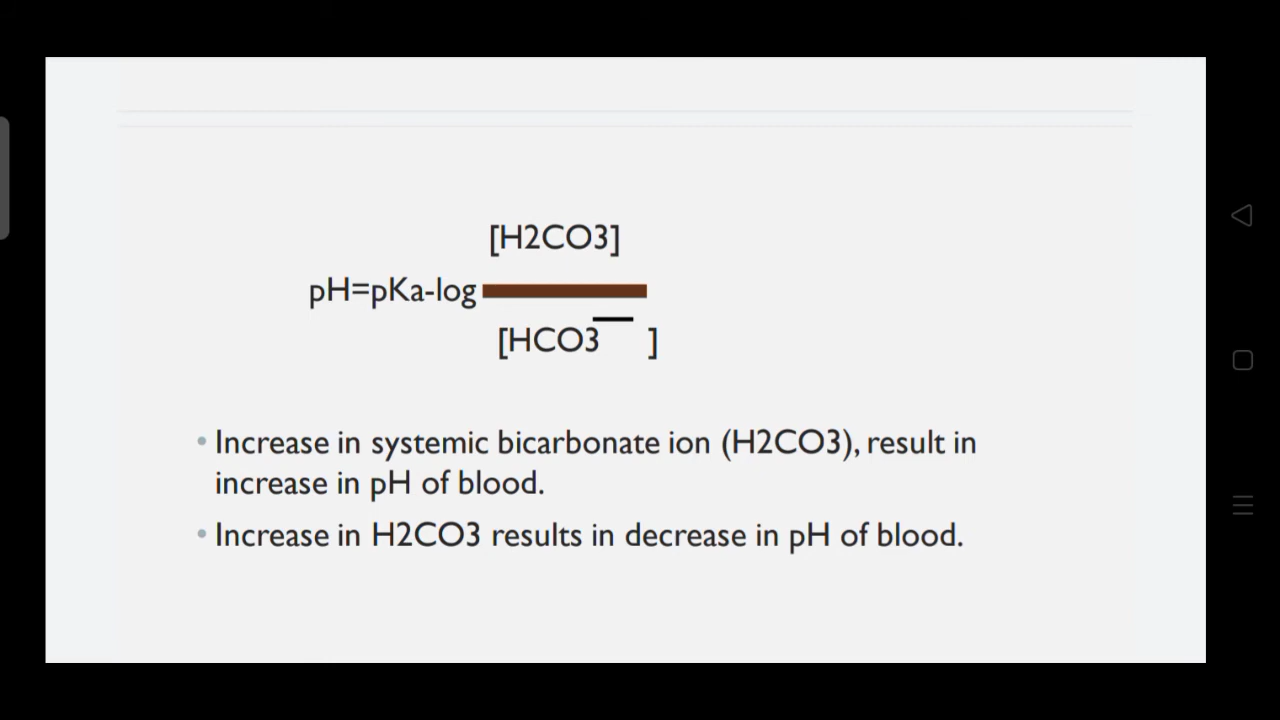 [H2CO3]
pH=pKa-log
[HCO3— ]
• Increase in systemic bicarbonate ion (H2CO3), result in
increase in pH of blood.
• Increase in H2CO3 results in decrease in pH of blood.